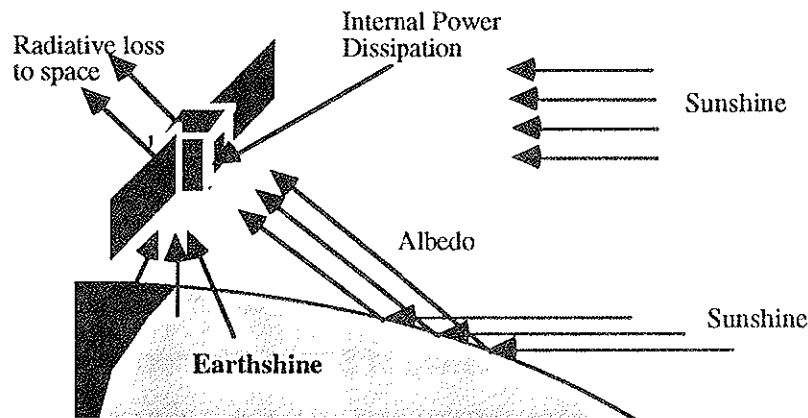 Internal Power
Dissipation
Radiative loss
to space
Sunshine
Albedo
Sunshine
Earthshine